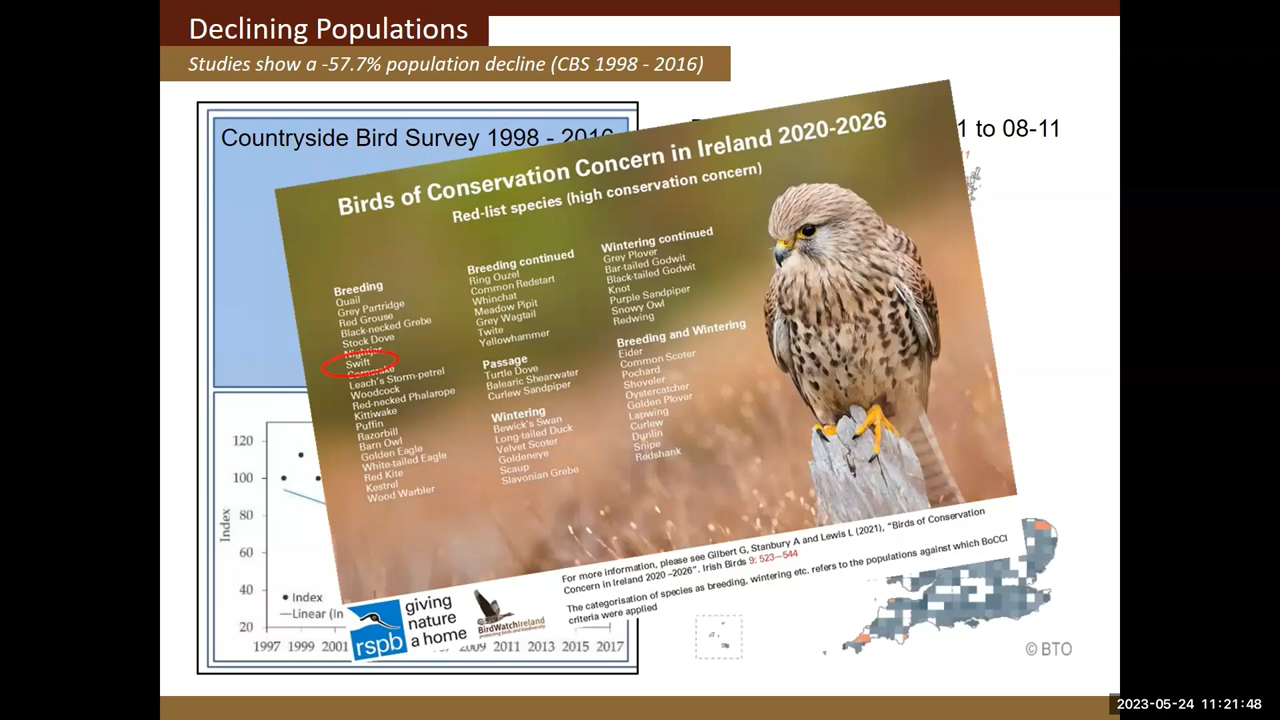 Declining Populations
Studies show a -57.7% population decline (CBS 1998 - 2016)
Countryside Bird Survey 1998 - 2016
1 to 08-11
Birds of Conservation Concern in Ireland 2020-2026
Red-list species (high conservation concern)
Breeding
Quail
Grey Partridge
Red Grouse
Black-necked Grebe
Stock Dove
Nightjar
Swift
Corncrake
Leach's Storm-petrel
Woodcock
Red-necked Phalarope
Kittiwake
Puffin
Razorbill
Barn Owl
Golden Eagle
White-tailed Eagle
Red Kite
Kestrel
Wood Warbler
Breeding continued
Ring Ouzel
Common Redstart
Whinchat
Meadow Pipit
Grey Wagtail
Twite
Yellowhammer
Passage
Turtle Dove
Balearic Shearwater
Curlew Sandpiper
Wintering
Bewick's Swan
Long-tailed Duck
Velvet Scoter
Goldeneye
Scaup
Slavonian Grebe
Wintering continued
Grey Plover
Bar-tailed Godwit
Black-tailed Godwit
Knot
Purple Sandpiper
Snowy Owl
Redwing
Breeding and Wintering
Eider
Common Scoter
Pochard
Shoveler
Oystercatcher
Golden Plover
Lapwing
Curlew
Dunlin
Snipe
Redshank
For more information, please see Gilbert G, Stanbury A and Lewis L (2021), "Birds of Conservation
Concern in Ireland 2020 –2026". Irish Birds 9: 523—544
The categorisation of species as breeding, wintering etc. refers to the populations against which BoCCI
criteria were applied
rspb
giving
nature
a home
BirdWatchIreland
protecting birds and biodiversity
120
100
80
60
40
20
Index
Index
Linear (In
1997 1999 2001 2009 2011 2013 2015 2017
© BTO
2023-05-24 11:21:48